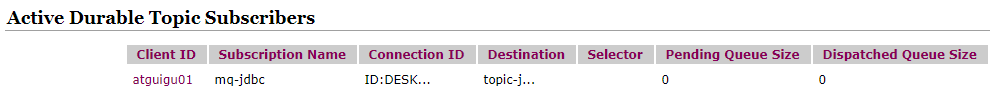 Active Durable Topic Subscribers
Client ID Subscription Name Connection ID Destination Selector Pending Queue Size Dispatched Queue Size
atguigu01 mq-jdbc ID:DESK... topic-j... 0 0